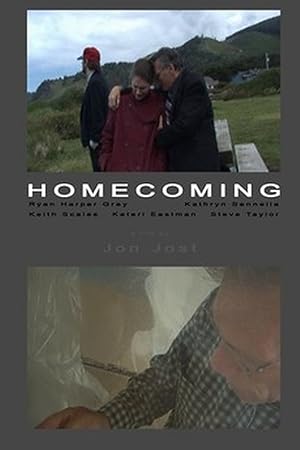 HOMECOMING
Ryan Harper Gray Kathryn Sannella
Keith Scales Kateri Eastman Steve Taylor
Jon Jost